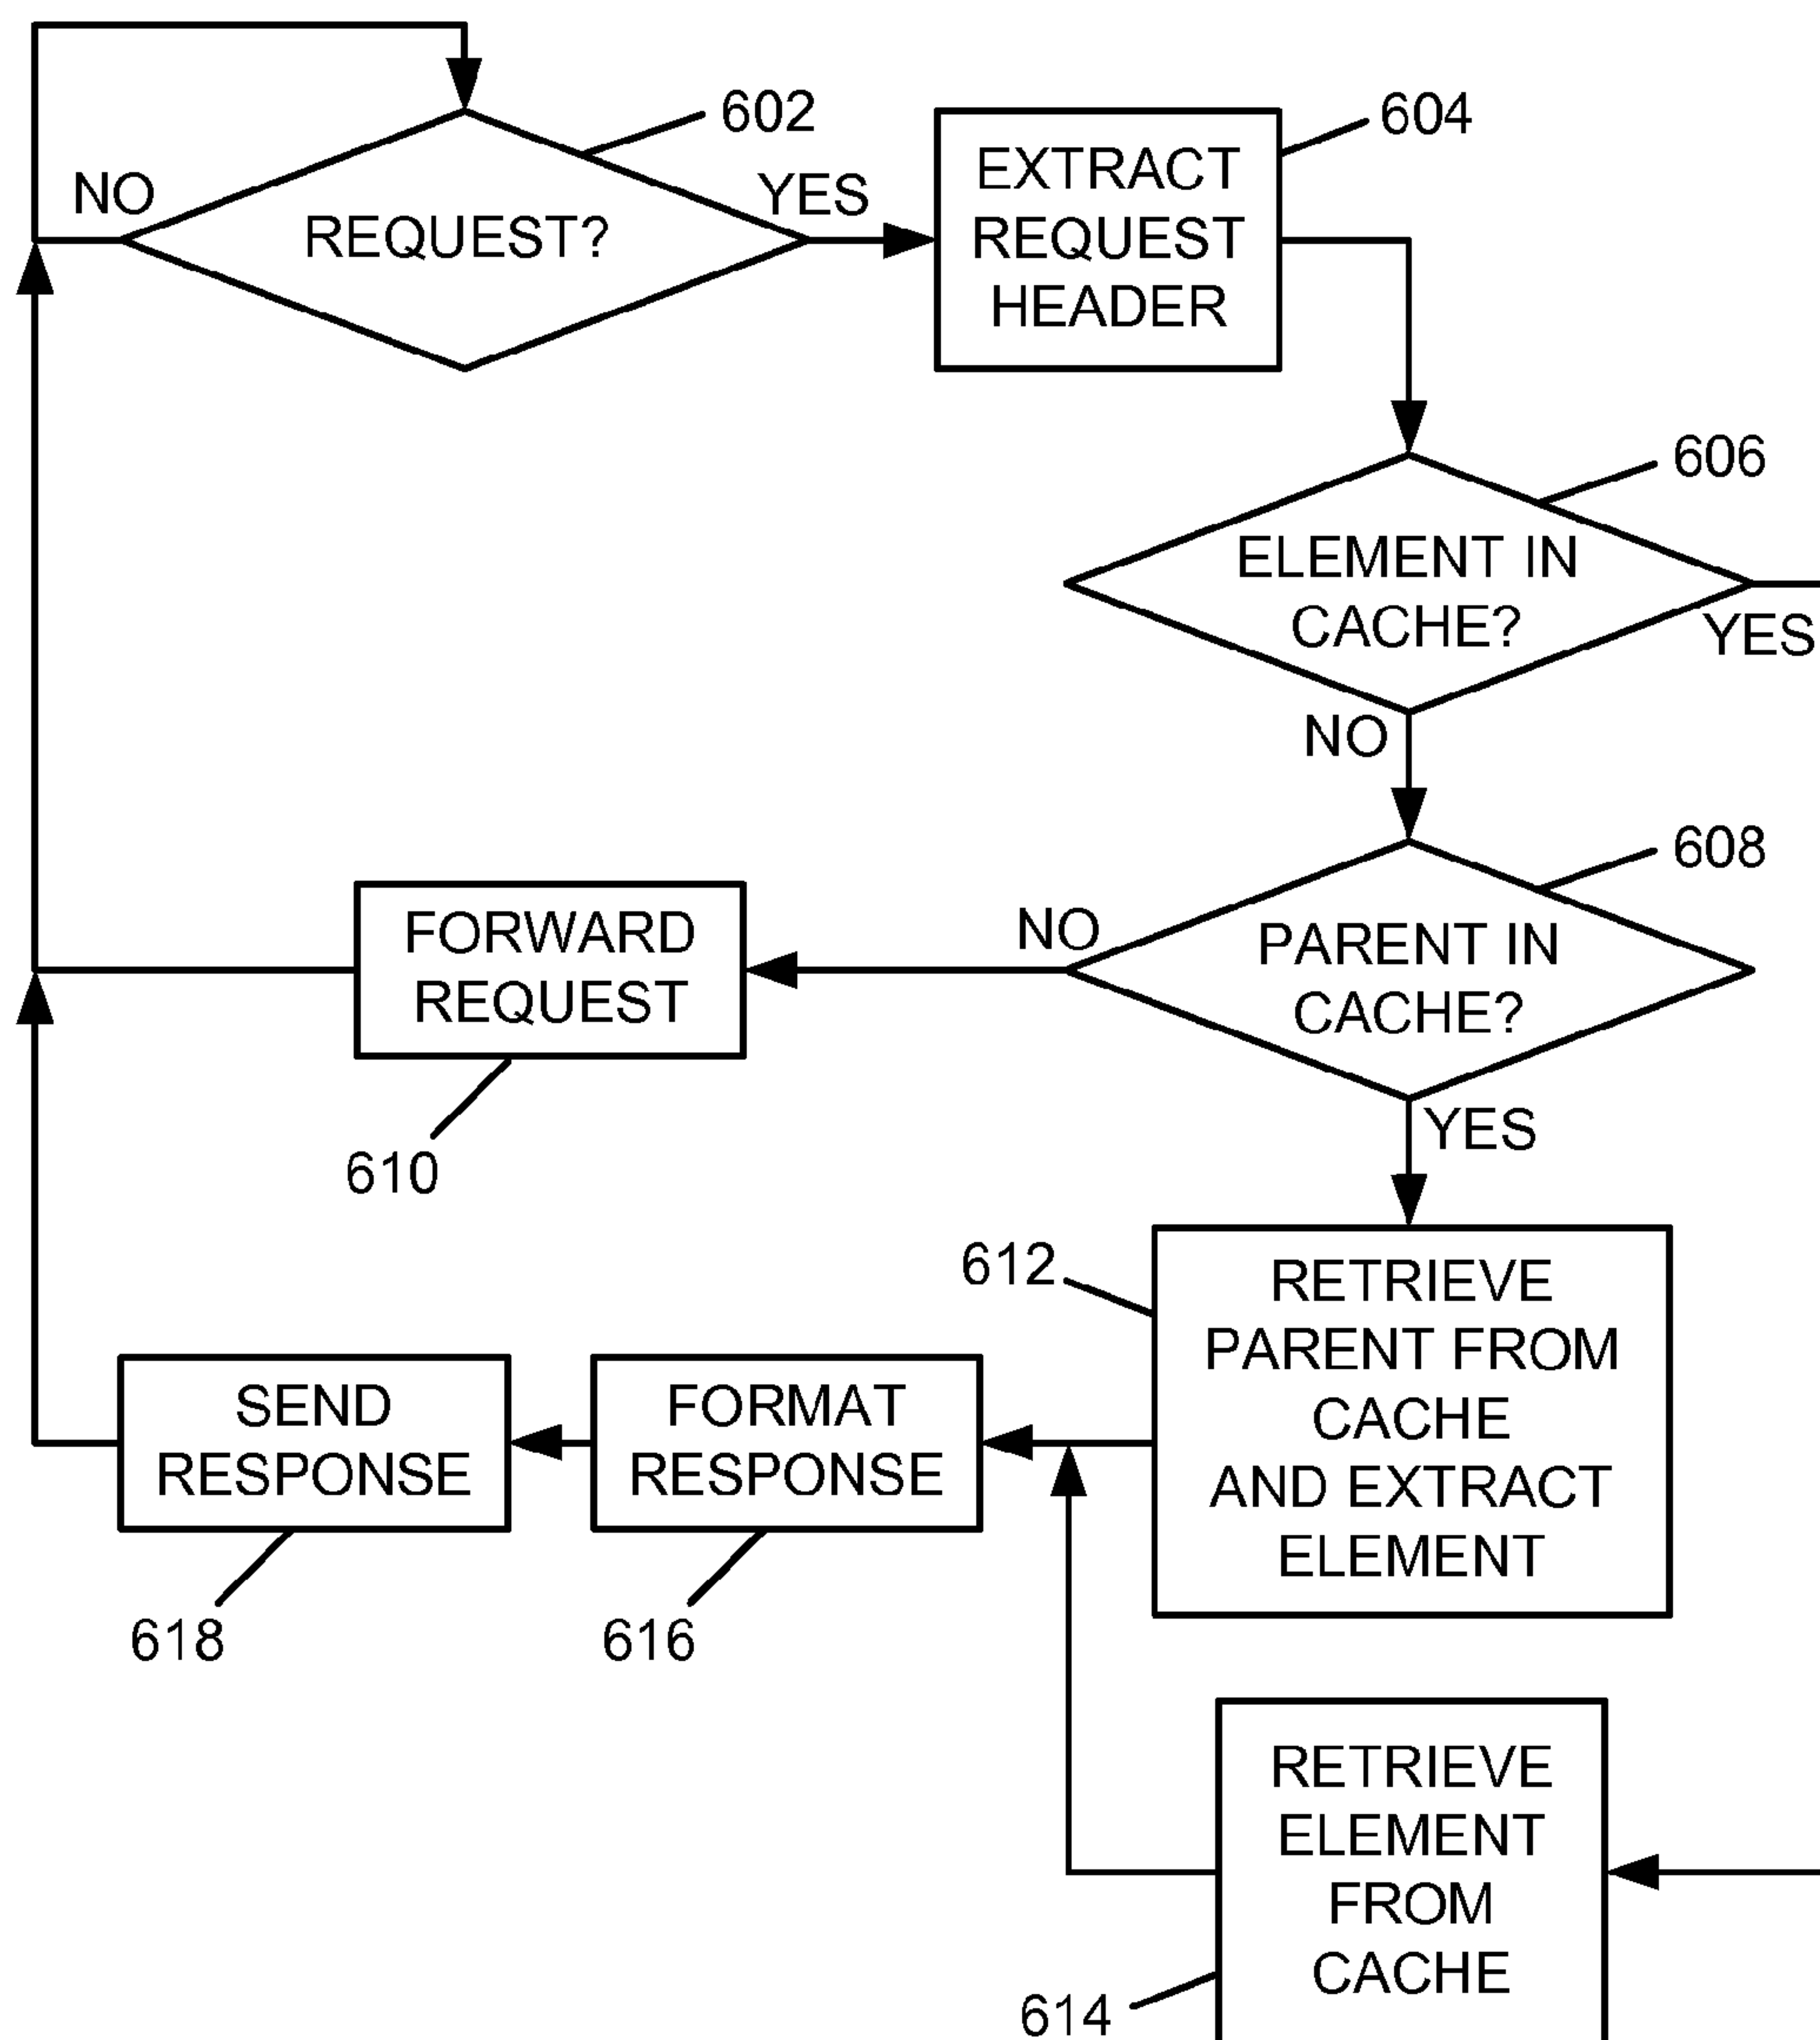 602
NO
REQUEST?
YES
604
EXTRACT
REQUEST
HEADER
606
ELEMENT IN
CACHE?
YES
NO
608
PARENT IN
CACHE?
NO
YES
FORWARD
REQUEST
610
612
RETRIEVE
PARENT FROM
CACHE
AND EXTRACT
ELEMENT
FORMAT
RESPONSE
616
SEND
RESPONSE
618
RETRIEVE
ELEMENT
FROM
CACHE
614